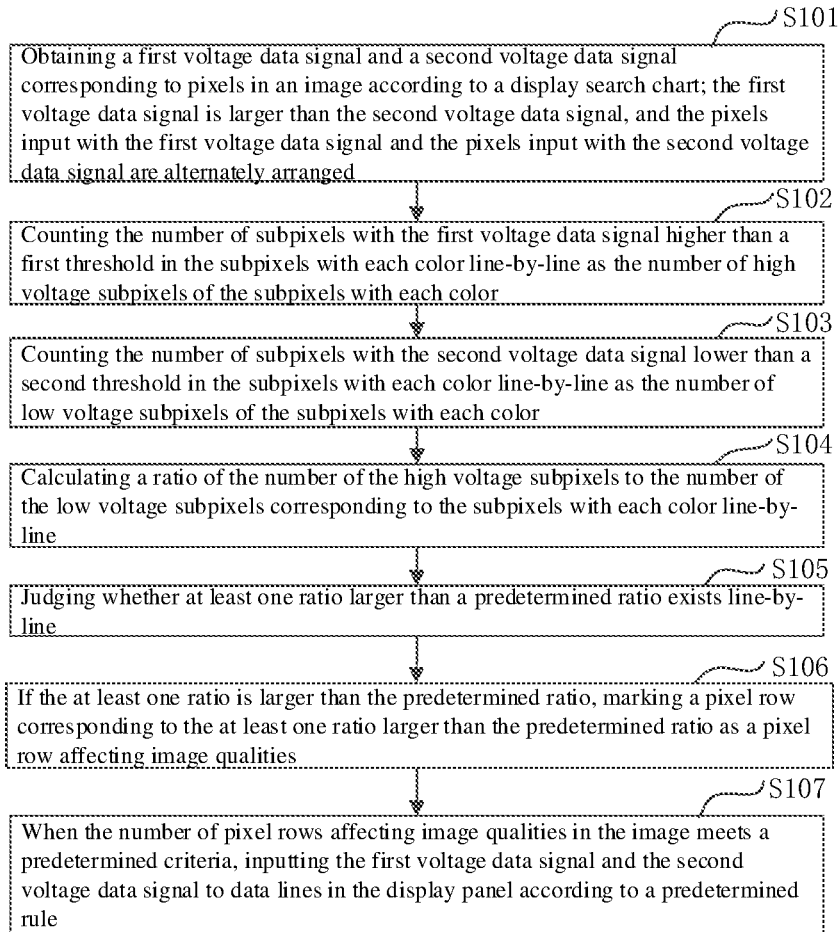 S101
Obtaining a first voltage data signal and a second voltage data signal
corresponding to pixels in an image according to a display search chart; the first
voltage data signal is larger than the second voltage data signal, and the pixels
input with the first voltage data signal and the pixels input with the second voltage
data signal are alternately arranged
S102
Counting the number of subpixels with the first voltage data signal higher than a
first threshold in the subpixels with each color line-by-line as the number of high
voltage subpixels of the subpixels with each color
S103
Counting the number of subpixels with the second voltage data signal lower than a
second threshold in the subpixels with each color line-by-line as the number of
low voltage subpixels of the subpixels with each color
S104
Calculating a ratio of the number of the high voltage subpixels to the number of
the low voltage subpixels corresponding to the subpixels with each color line-by-
line
S105
Judging whether at least one ratio larger than a predetermined ratio exists line-by-
line
S106
If the at least one ratio is larger than the predetermined ratio, marking a pixel row
corresponding to the at least one ratio larger than the predetermined ratio as a pixel
row affecting image qualities
S107
When the number of pixel rows affecting image qualities in the image meets a
predetermined criteria, inputting the first voltage data signal and the second
voltage data signal to data lines in the display panel according to a predetermined
rule